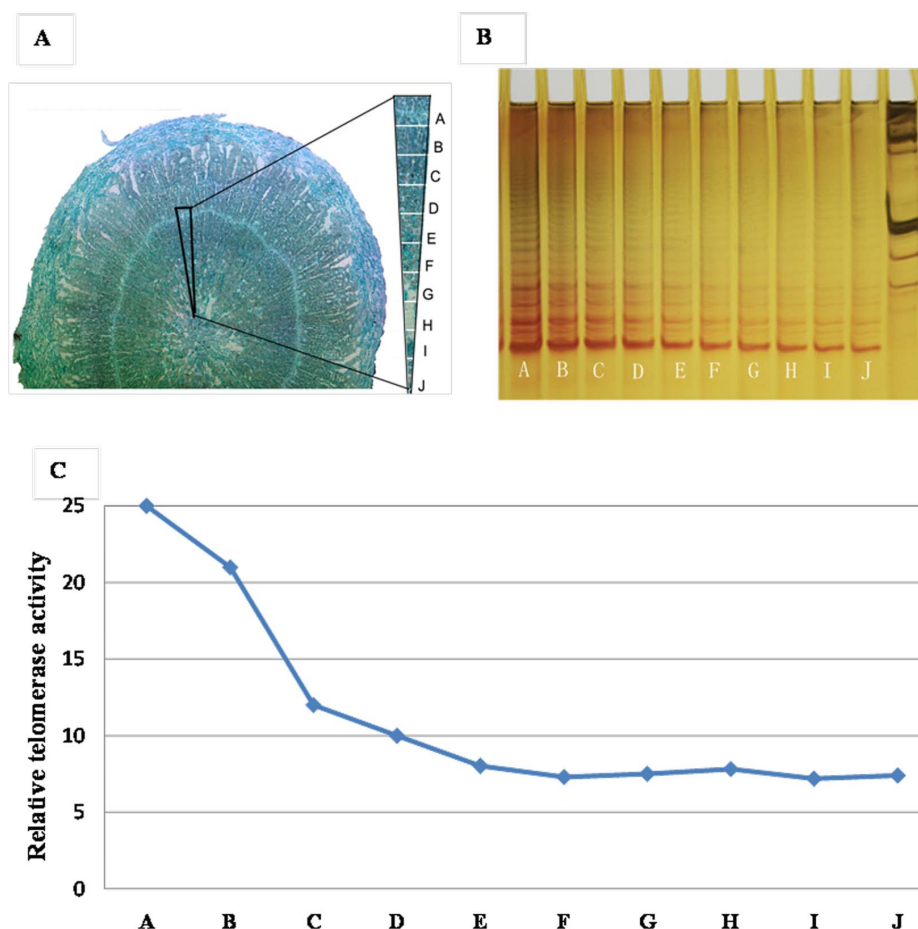 A
A
B
C
D
E
F
G
H
I
J
B
A B C D E F G H I J
C
Relative telomerase activity
25
20
15
10
5
0
A B C D E F G H I J